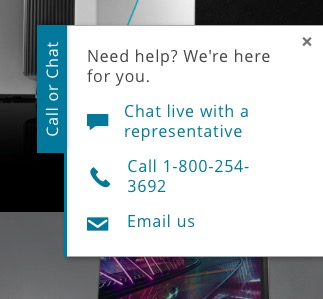 Call or Chat
Need help? We're here
for you.
Chat live with a
representative
Call 1-800-254-
3692
Email us